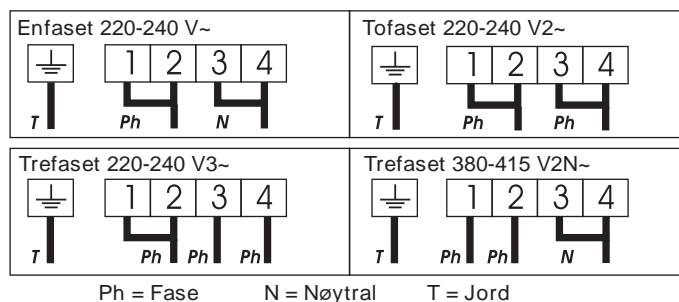 Enfaset 220-240 V~
1 2 3 4
T Ph N
Tofaset 220-240 V2~
1 2 3 4
T Ph Ph
Trefaset 220-240 V3~
1 2 3 4
T Ph Ph Ph
Trefaset 380-415 V2N~
1 2 3 4
T Ph Ph N
Ph = Fase N = Nøytral T = Jord